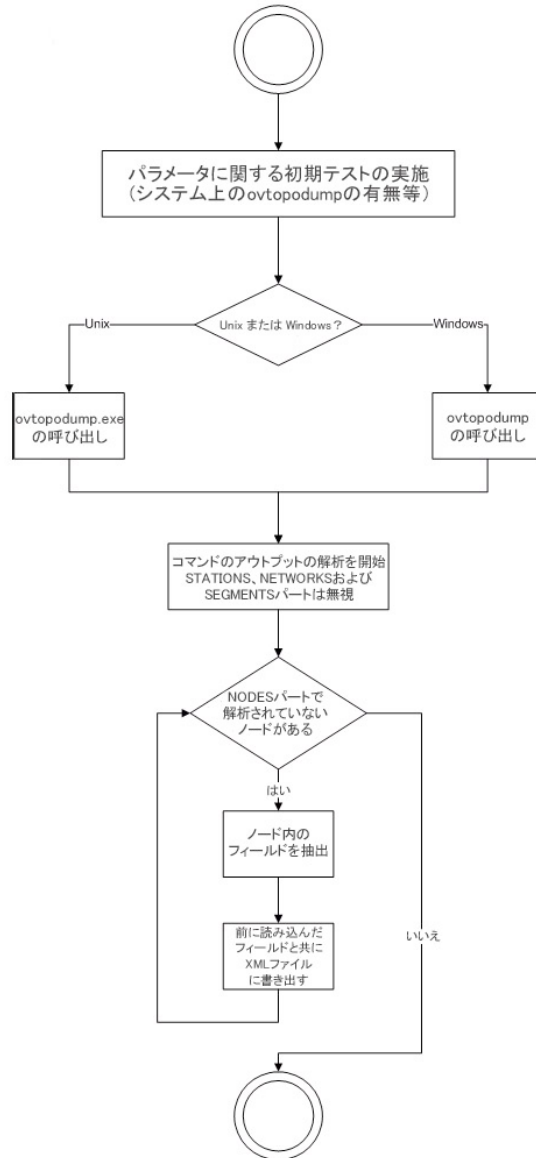 パラメータに関する初期テストの実施
(システム上のovtopodumpの有無等)
Unix または Windows?
Unix
Windows
ovtopodump.exe
の呼び出し
ovtopodump
の呼び出し
コマンドのアウトプットの解析を開始
STATIONS、NETWORKSおよび
SEGMENTSパートは無視
NODESパートで
解析されていない
ノードがある
はい
ノード内の
フィールドを抽出
前に読み込んだ
フィールドと共に
XMLファイル
に書き出す
いいえ